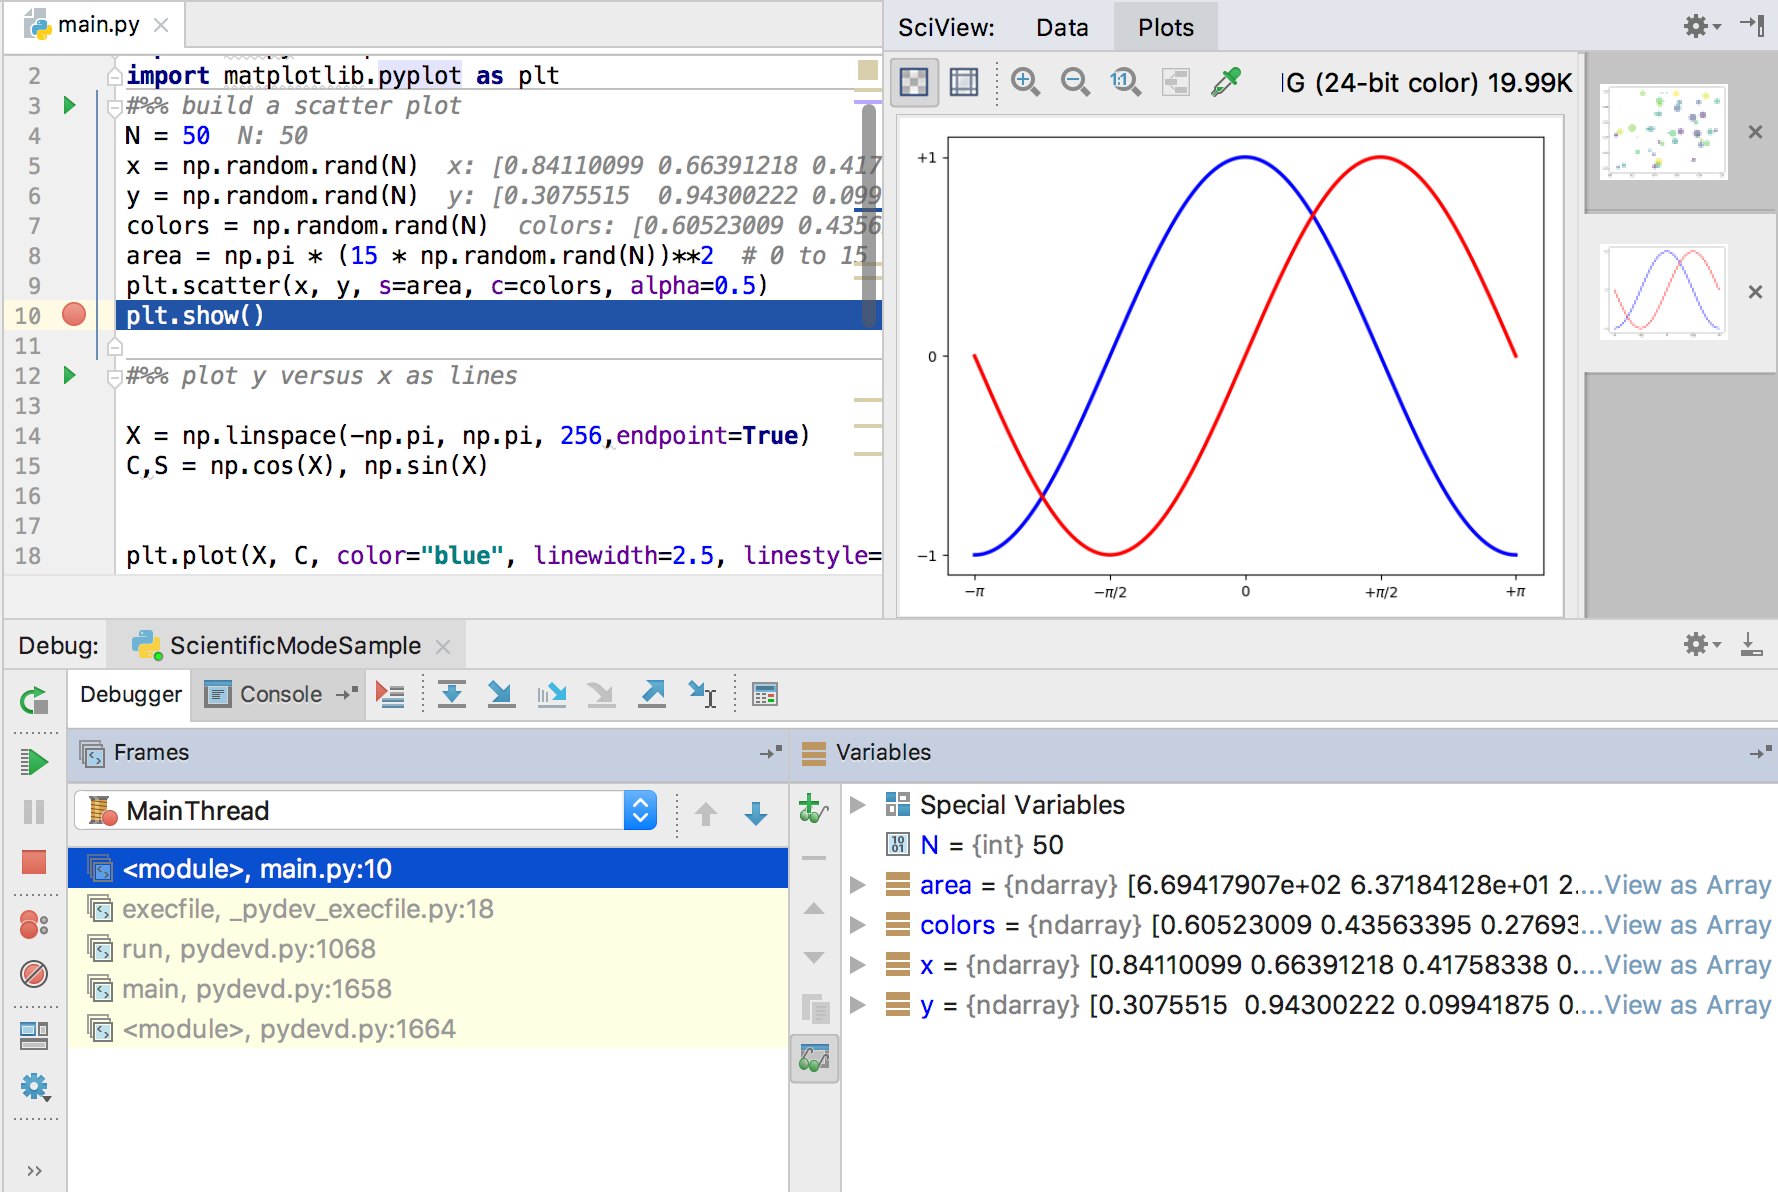 main.py
2 import matplotlib.pyplot as plt
3 #%% build a scatter plot
4 N = 50 N: 50
5 x = np.random.rand(N) x: [0.84110099 0.66391218 0.417
6 y = np.random.rand(N) y: [0.3075515 0.94300222 0.099
7 colors = np.random.rand(N) colors: [0.60523009 0.4356
8 area = np.pi * (15 * np.random.rand(N))**2 # 0 to 15
9 plt.scatter(x, y, s=area, c=colors, alpha=0.5)
10 plt.show()
11
12 #%% plot y versus x as lines
13
14 X = np.linspace(-np.pi, np.pi, 256,endpoint=True)
15 C,S = np.cos(X), np.sin(X)
16
17
18 plt.plot(X, C, color="blue", linewidth=2.5, linestyle=
SciView: Data Plots
1:1 IG (24-bit color) 19.99K
+1
0
−1
−π −π/2 0 +π/2 +π
Debug: ScientificModeSample
Debugger Console
Frames
MainThread
<module>, main.py:10
execfile, _pydev_execfile.py:18
run, pydevd.py:1068
main, pydevd.py:1658
<module>, pydevd.py:1664
Variables
Special Variables
N = {int} 50
area = {ndarray} [6.69417907e+02 6.37184128e+01 2....View as Array
colors = {ndarray} [0.60523009 0.43563395 0.27693...View as Array
x = {ndarray} [0.84110099 0.66391218 0.41758338 0....View as Array
y = {ndarray} [0.3075515 0.94300222 0.09941875 0....View as Array